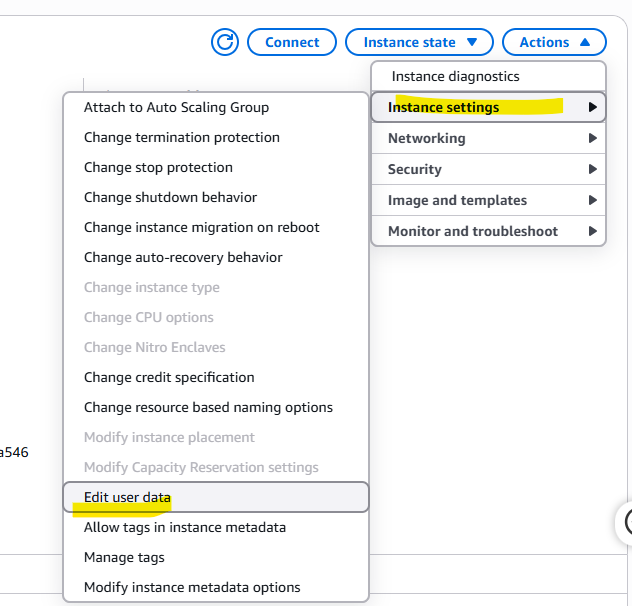 Connect
Instance state
Actions
Instance diagnostics
Instance settings
Networking
Security
Image and templates
Monitor and troubleshoot
Attach to Auto Scaling Group
Change termination protection
Change stop protection
Change shutdown behavior
Change instance migration on reboot
Change auto-recovery behavior
Change instance type
Change CPU options
Change Nitro Enclaves
Change credit specification
Change resource based naming options
Modify instance placement
Modify Capacity Reservation settings
Edit user data
Allow tags in instance metadata
Manage tags
Modify instance metadata options
a546